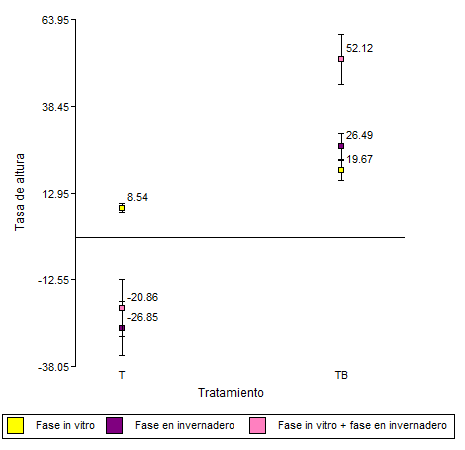 63.95
52.12
38.45
26.49
19.67
Tasa de altura
12.95
8.54
-12.55
-20.86
-26.85
-38.05
T TB
Tratamiento
Fase in vitro Fase en invernadero Fase in vitro + fase en invernadero